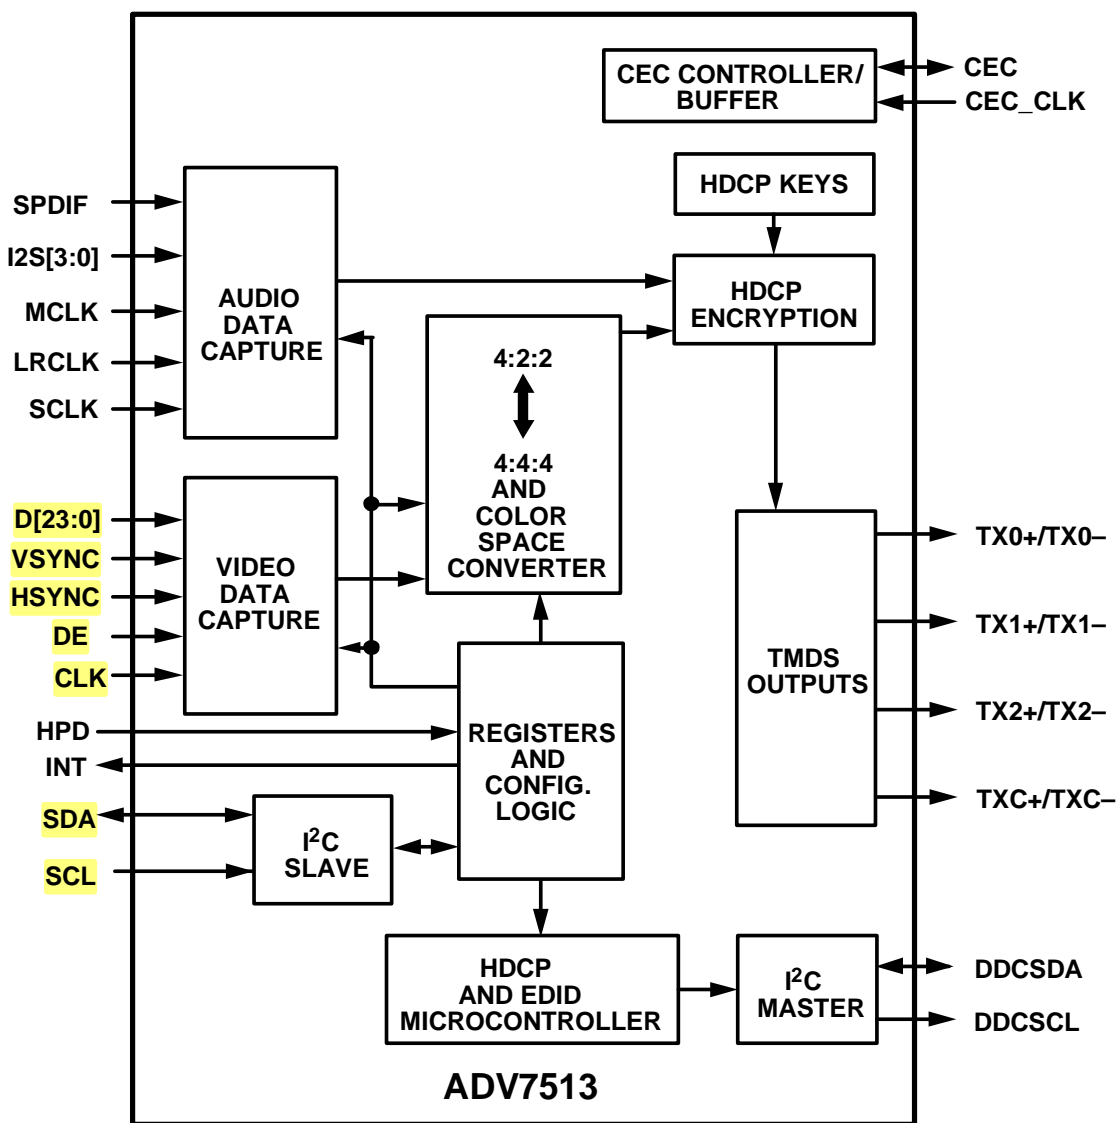 CEC CONTROLLER/
BUFFER
CEC
CEC_CLK
HDCP KEYS
SPDIF
I2S[3:0]
MCLK
LRCLK
SCLK
AUDIO
DATA
CAPTURE
HDCP
ENCRYPTION
4:2:2
4:4:4
AND
COLOR
SPACE
CONVERTER
D[23:0]
VSYNC
HSYNC
DE
CLK
VIDEO
DATA
CAPTURE
TMDS
OUTPUTS
TX0+/TX0–
TX1+/TX1–
TX2+/TX2–
TXC+/TXC–
HPD
INT
REGISTERS
AND
CONFIG.
LOGIC
SDA
SCL
I²C
SLAVE
HDCP
AND EDID
MICROCONTROLLER
I²C
MASTER
DDCSDA
DDCSCL
ADV7513